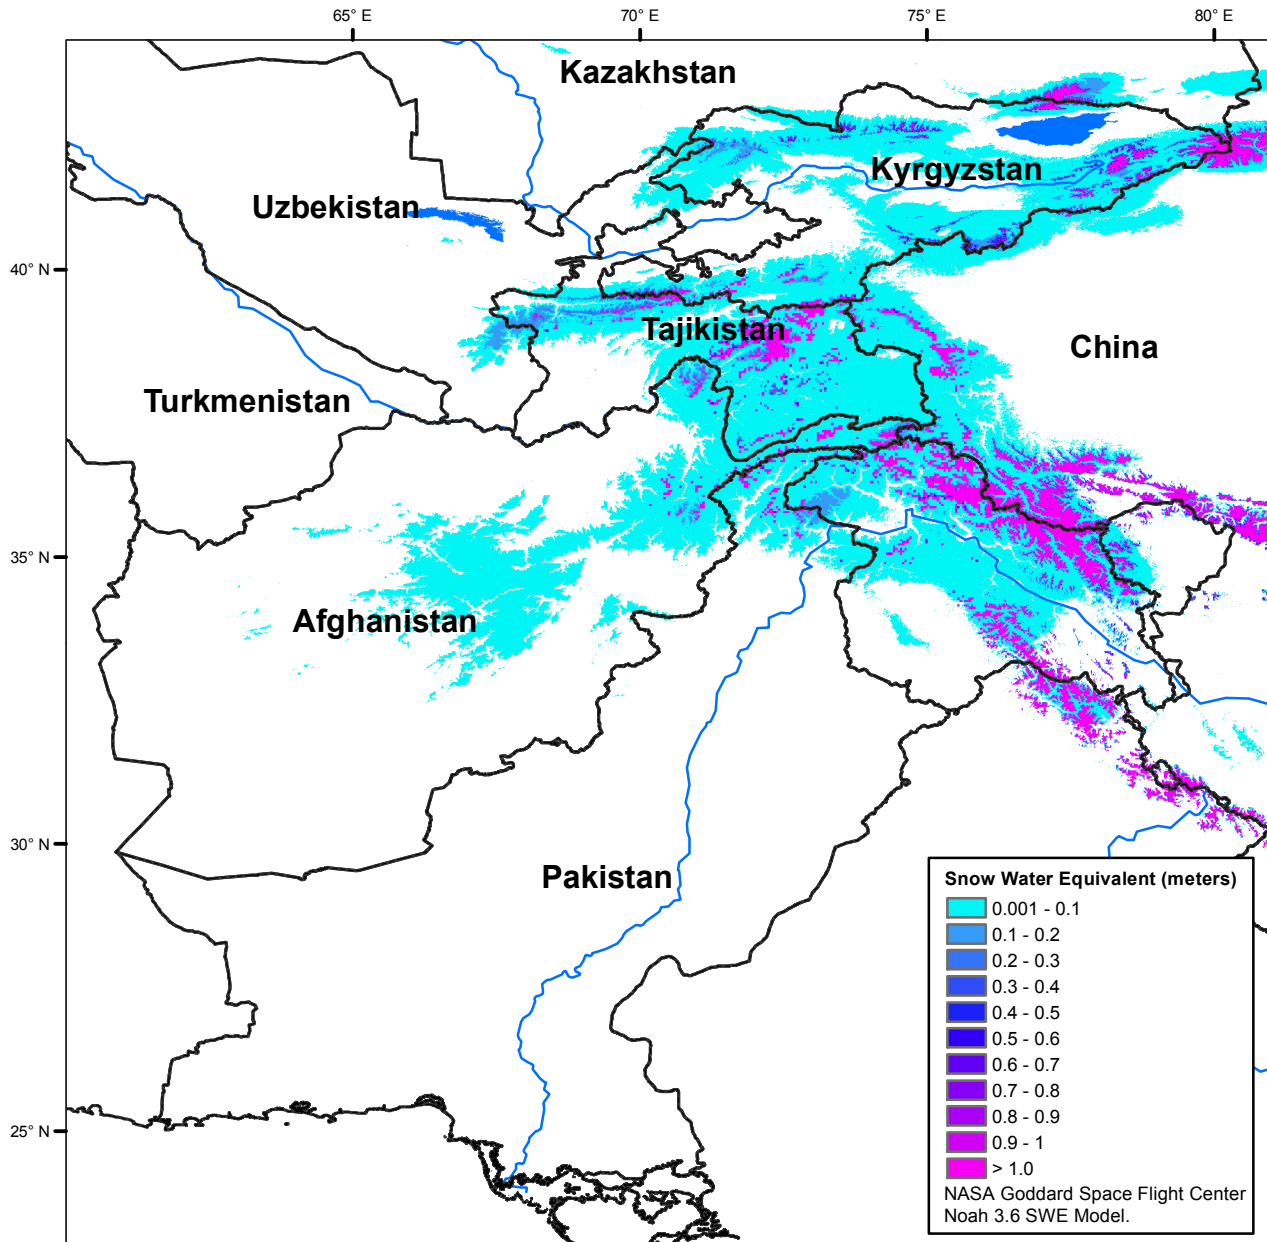 65° E
70° E
75° E
80° E
Kazakhstan
Kyrgyzstan
Uzbekistan
40° N
Tajikistan
China
Turkmenistan
35° N
Afghanistan
30° N
Pakistan
25° N
Snow Water Equivalent (meters)
0.001 - 0.1
0.1 - 0.2
0.2 - 0.3
0.3 - 0.4
0.4 - 0.5
0.5 - 0.6
0.6 - 0.7
0.7 - 0.8
0.8 - 0.9
0.9 - 1
> 1.0
NASA Goddard Space Flight Center
Noah 3.6 SWE Model.